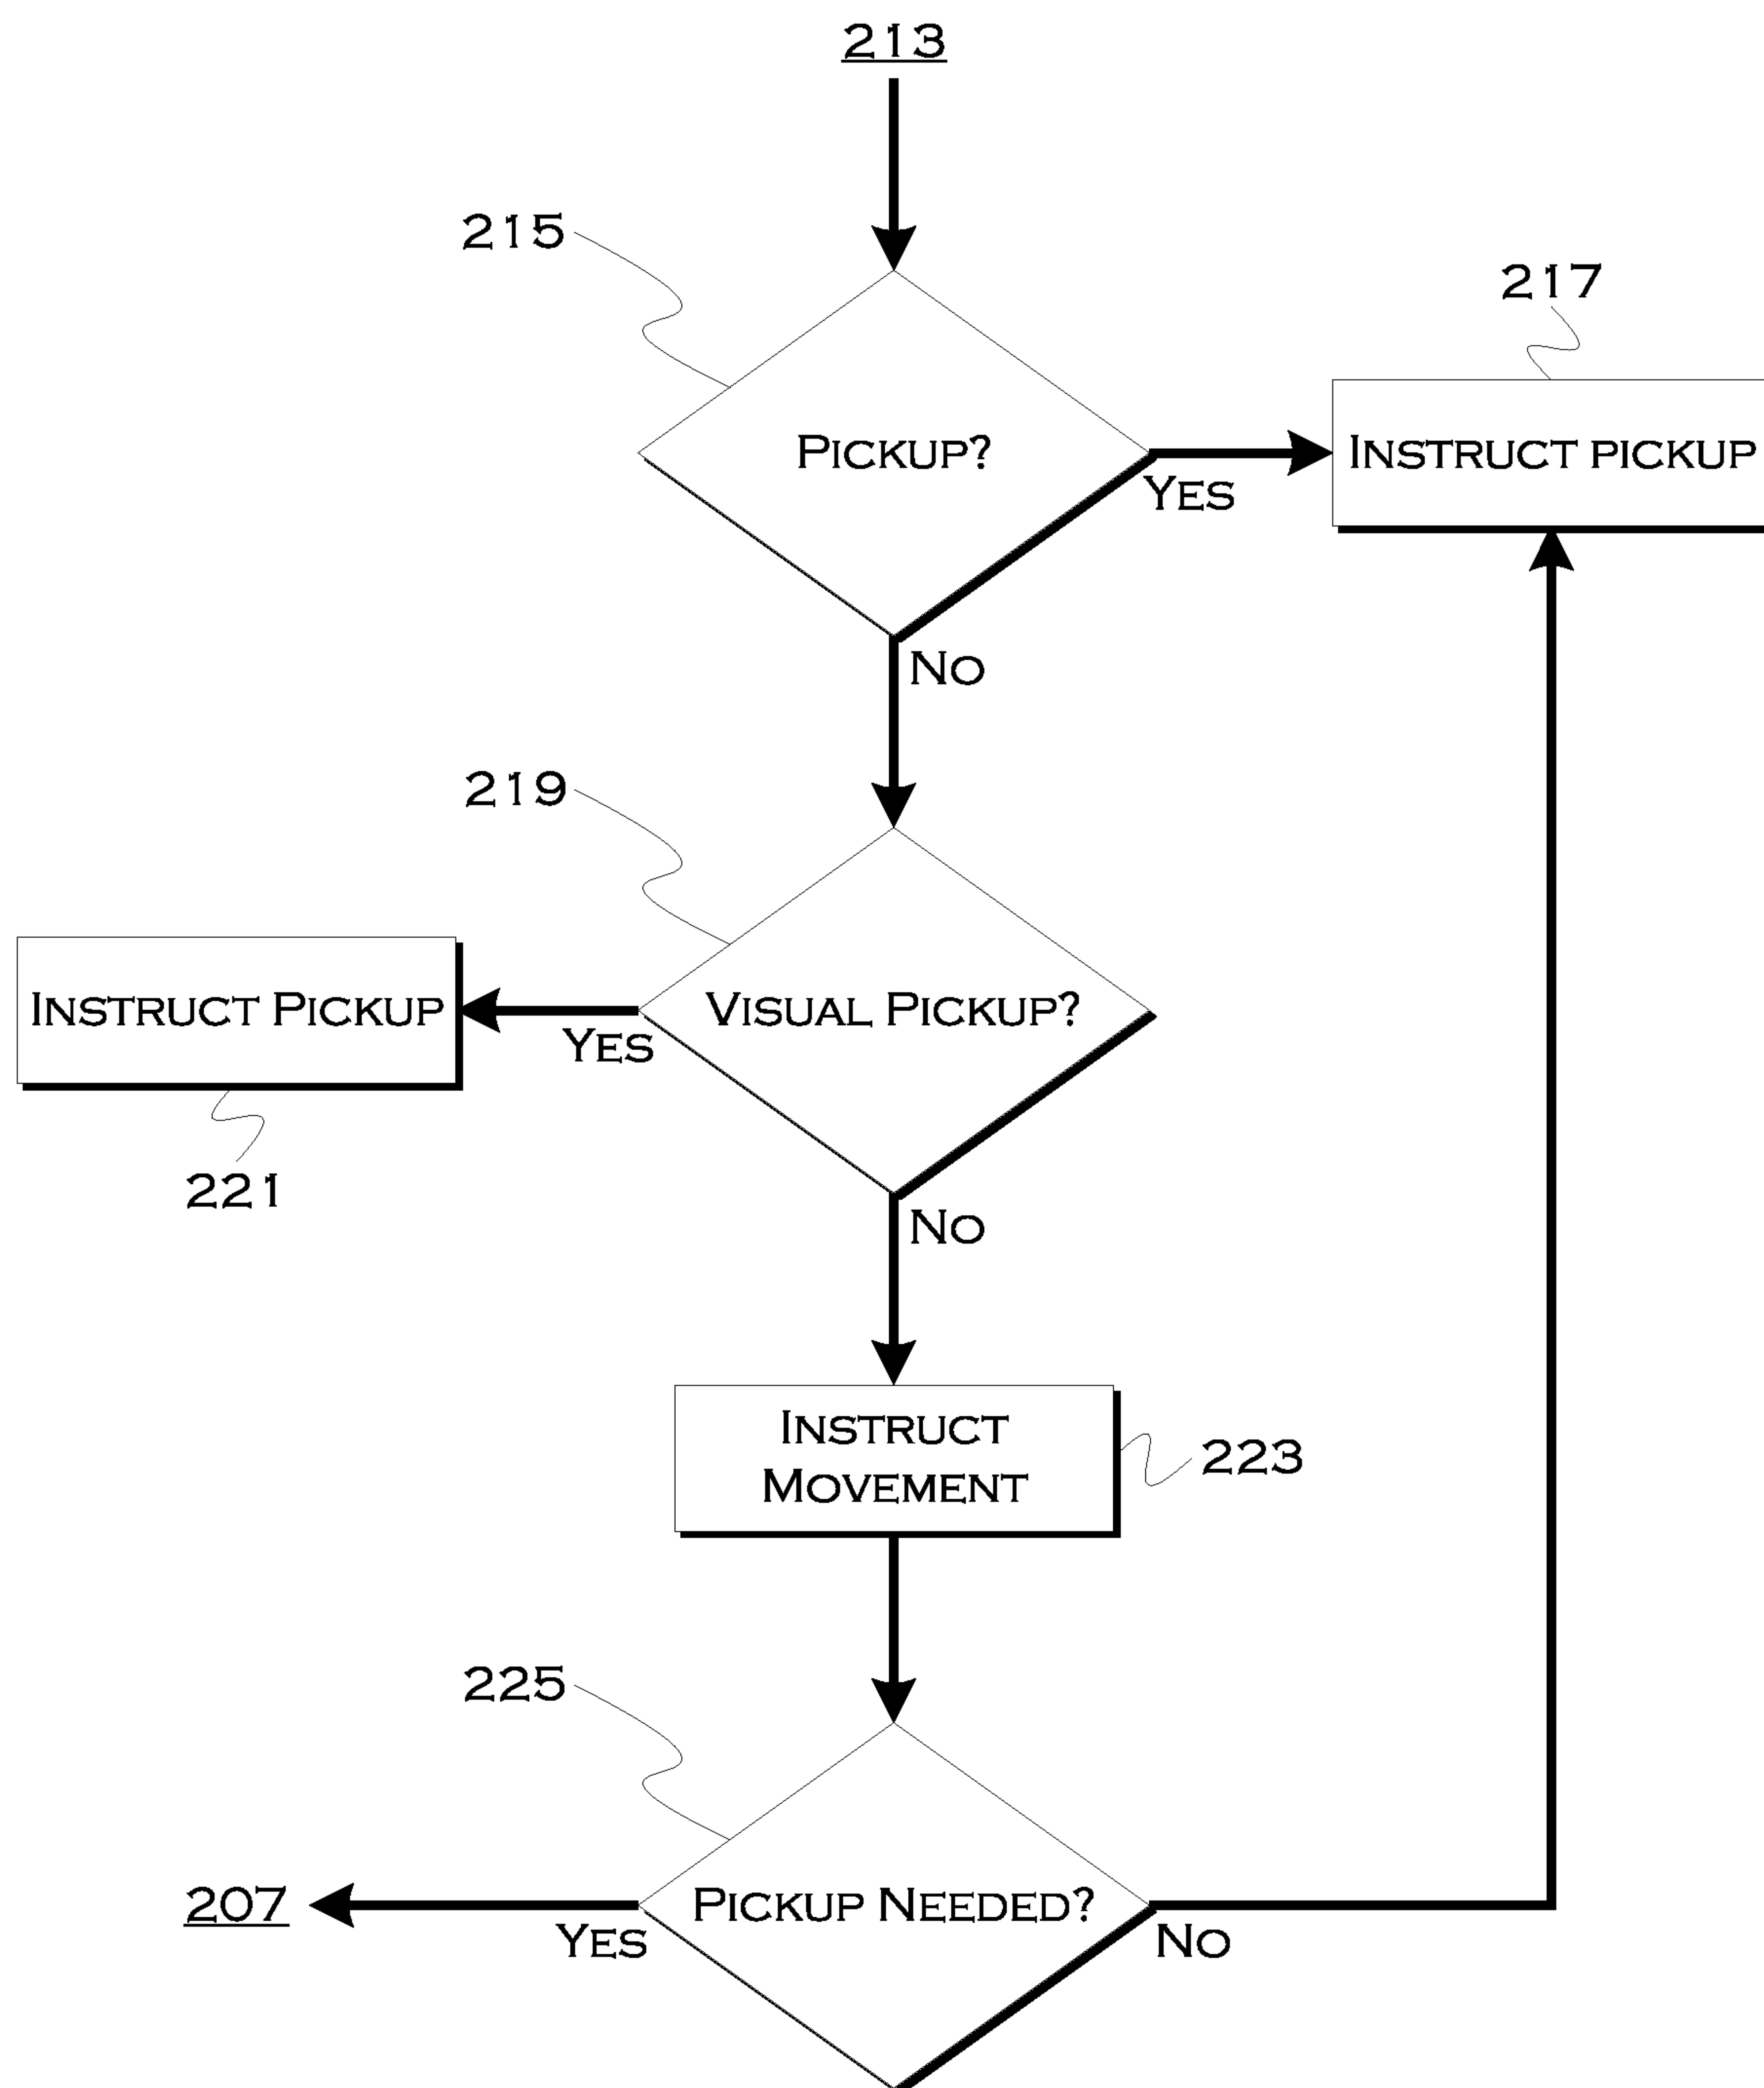 213
215
217
Pickup?
Instruct pickup
Yes
No
219
Instruct Pickup
Visual Pickup?
Yes
221
No
Instruct
Movement
223
225
207
Pickup Needed?
Yes
No